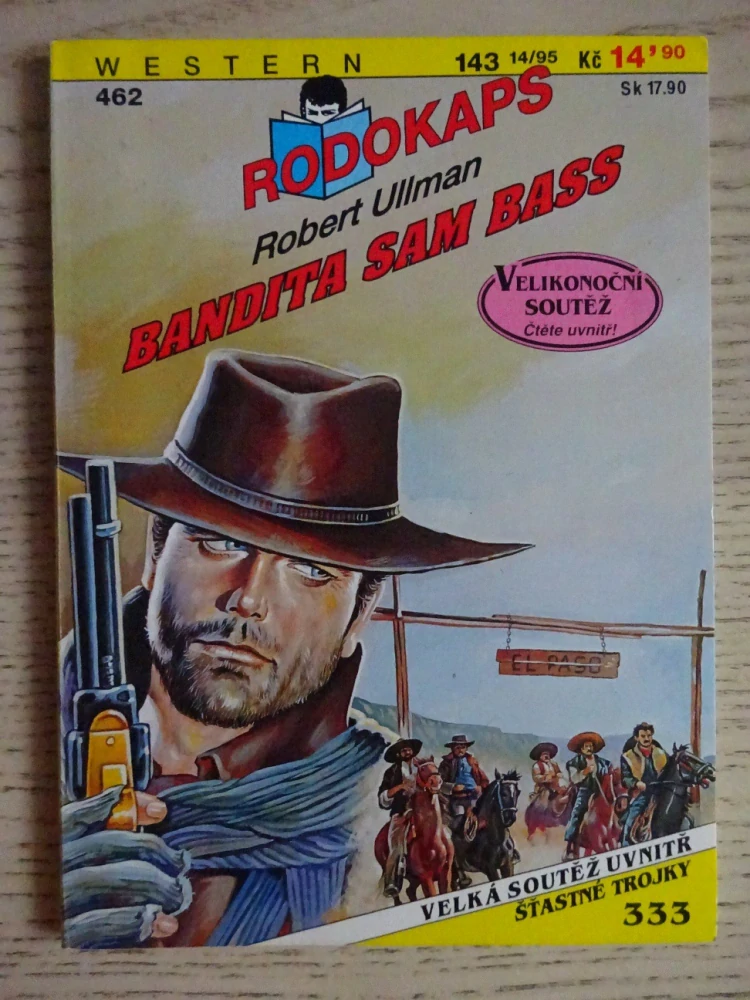 WESTERN 143 14/95 Kč 14'90
462 Sk 17.90
RODOKAPS
Robert Ullman
BANDITA SAM BASS
VELIKONOČNÍ
SOUTĚŽ
Čtěte uvnitř!
EL PASO
VELKÁ SOUTĚŽ UVNITŘ
ŠŤASTNÉ TROJKY
333